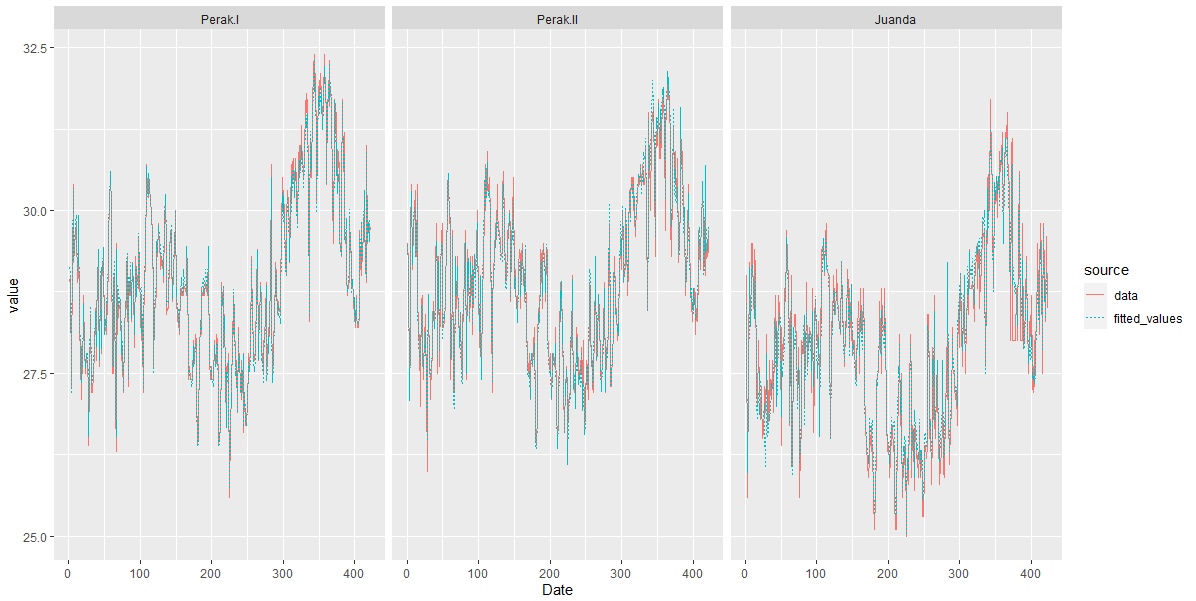 Perak.I Perak.II Juanda
32.5
30.0
27.5
25.0
value
0 100 200 300 400 0 100 200 300 400 0 100 200 300 400
Date
source
data
fitted_values